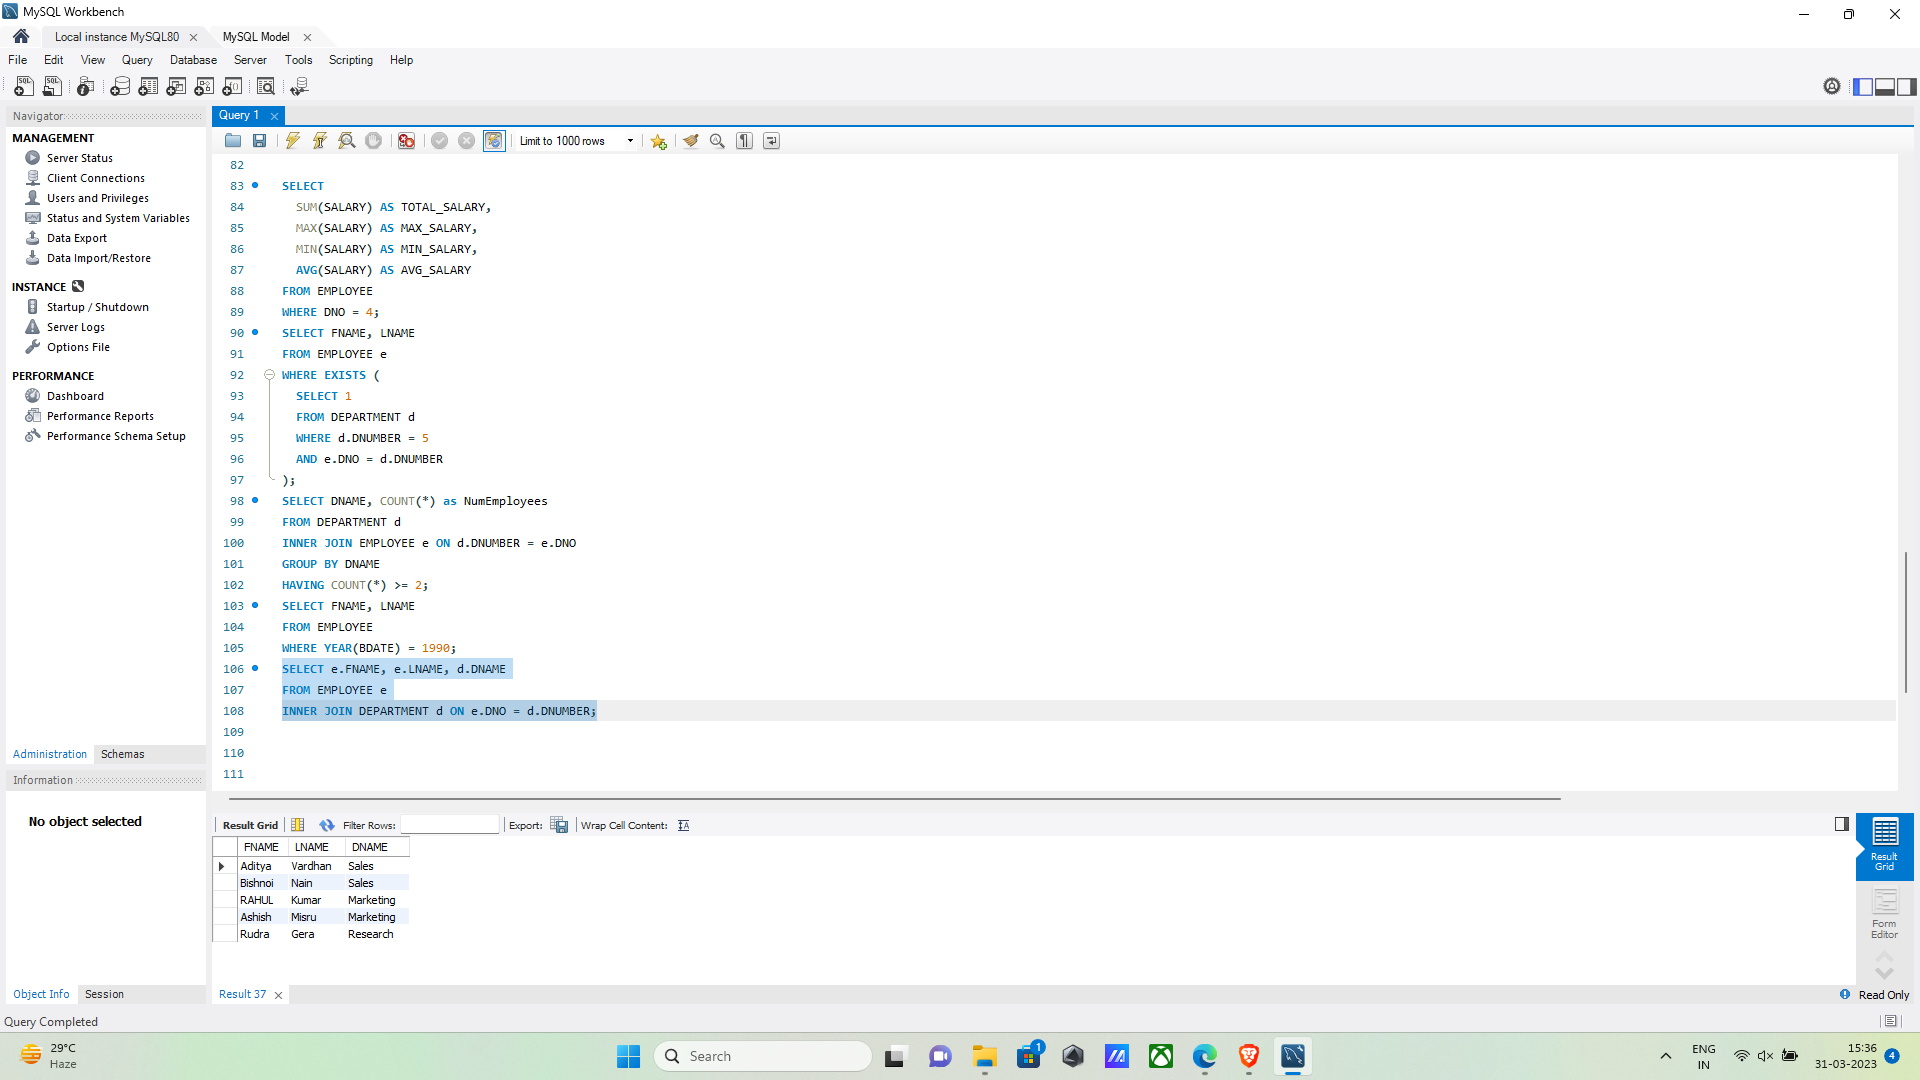 MySQL Workbench
Local instance MySQL80
MySQL Model
File Edit View Query Database Server Tools Scripting Help
Navigator
MANAGEMENT
Server Status
Client Connections
Users and Privileges
Status and System Variables
Data Export
Data Import/Restore
INSTANCE
Startup / Shutdown
Server Logs
Options File
PERFORMANCE
Dashboard
Performance Reports
Performance Schema Setup
Administration Schemas
Information
No object selected
Object Info Session
Query 1
Limit to 1000 rows
82
83 SELECT
84 SUM(SALARY) AS TOTAL_SALARY,
85 MAX(SALARY) AS MAX_SALARY,
86 MIN(SALARY) AS MIN_SALARY,
87 AVG(SALARY) AS AVG_SALARY
88 FROM EMPLOYEE
89 WHERE DNO = 4;
90 SELECT FNAME, LNAME
91 FROM EMPLOYEE e
92 WHERE EXISTS (
93 SELECT 1
94 FROM DEPARTMENT d
95 WHERE d.DNUMBER = 5
96 AND e.DNO = d.DNUMBER
97 );
98 SELECT DNAME, COUNT(*) as NumEmployees
99 FROM DEPARTMENT d
100 INNER JOIN EMPLOYEE e ON d.DNUMBER = e.DNO
101 GROUP BY DNAME
102 HAVING COUNT(*) >= 2;
103 SELECT FNAME, LNAME
104 FROM EMPLOYEE
105 WHERE YEAR(BDATE) = 1990;
106 SELECT e.FNAME, e.LNAME, d.DNAME
107 FROM EMPLOYEE e
108 INNER JOIN DEPARTMENT d ON e.DNO = d.DNUMBER;
109
110
111
Result Grid Filter Rows: Export: Wrap Cell Content:
FNAME LNAME DNAME
Aditya Vardhan Sales
Bishnoi Nain Sales
RAHUL Kumar Marketing
Ashish Misru Marketing
Rudra Gera Research
Result Grid
Form Editor
Result 37
Read Only
Query Completed
29°C
Haze
Search
1
ENG
IN
15:36
31-03-2023
4